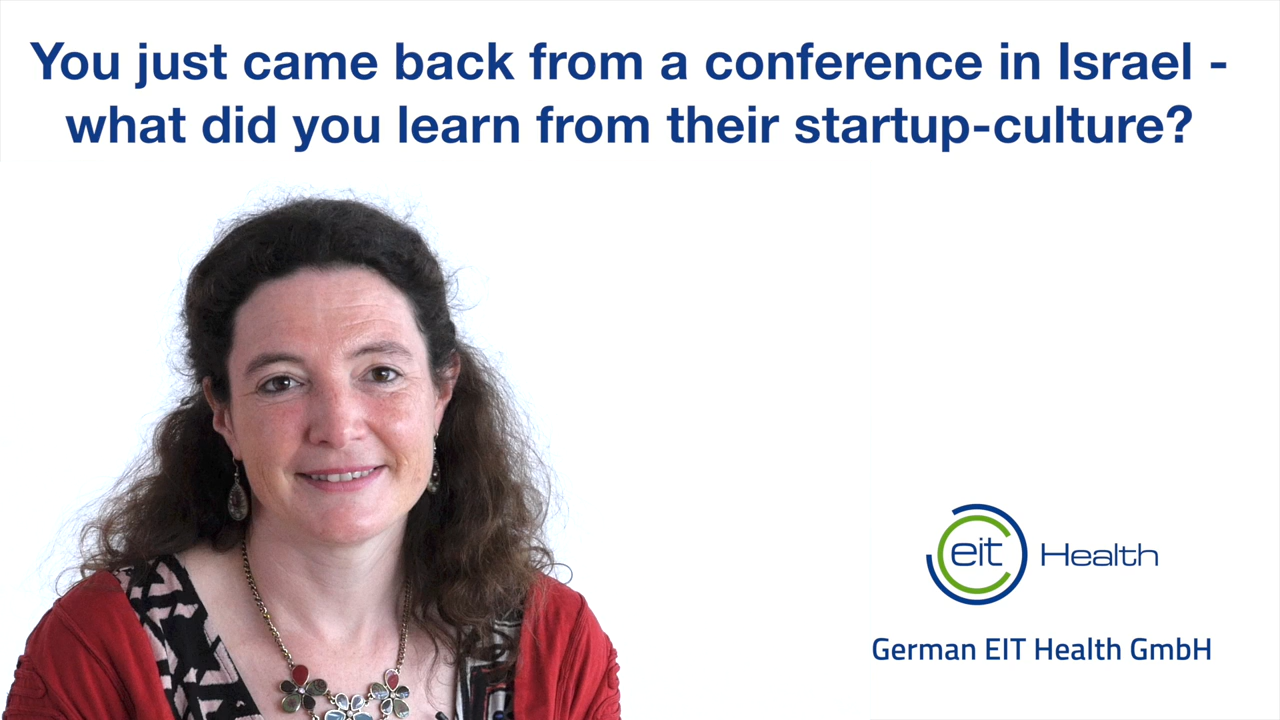 You just came back from a conference in Israel -
what did you learn from their startup-culture?
eit Health
German EIT Health GmbH